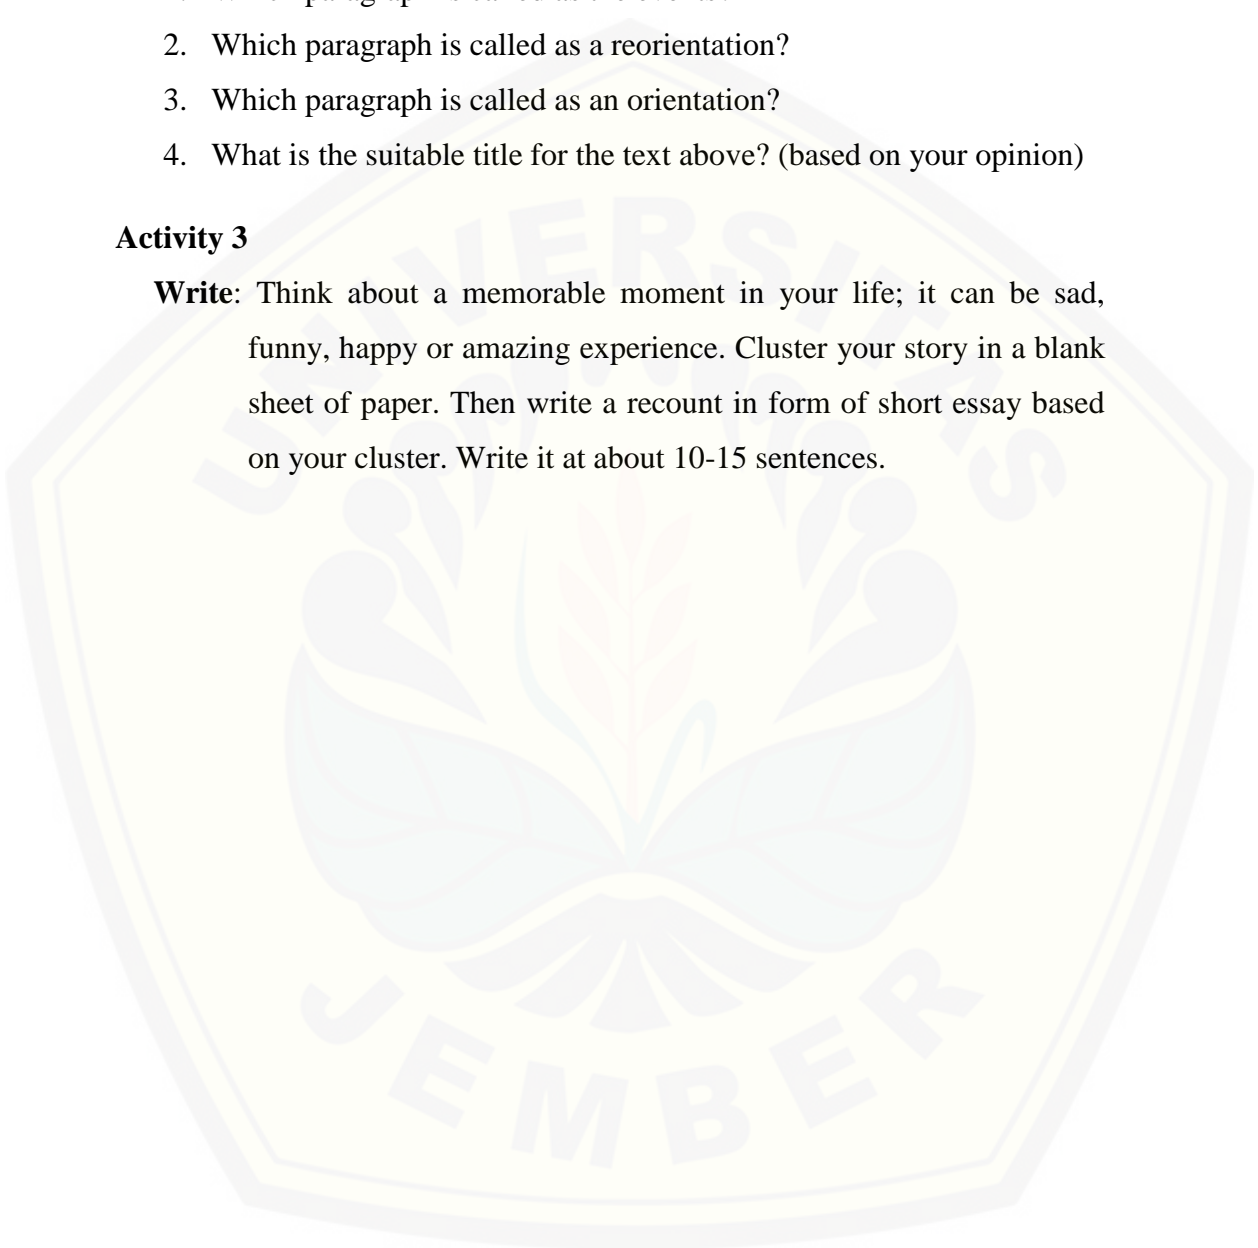 2. Which paragraph is called as a reorientation?
3. Which paragraph is called as an orientation?
4. What is the suitable title for the text above? (based on your opinion)
Activity 3
Write: Think about a memorable moment in your life; it can be sad,
funny, happy or amazing experience. Cluster your story in a blank
sheet of paper. Then write a recount in form of short essay based
on your cluster. Write it at about 10-15 sentences.
UNIVERSITAS
JEMBER